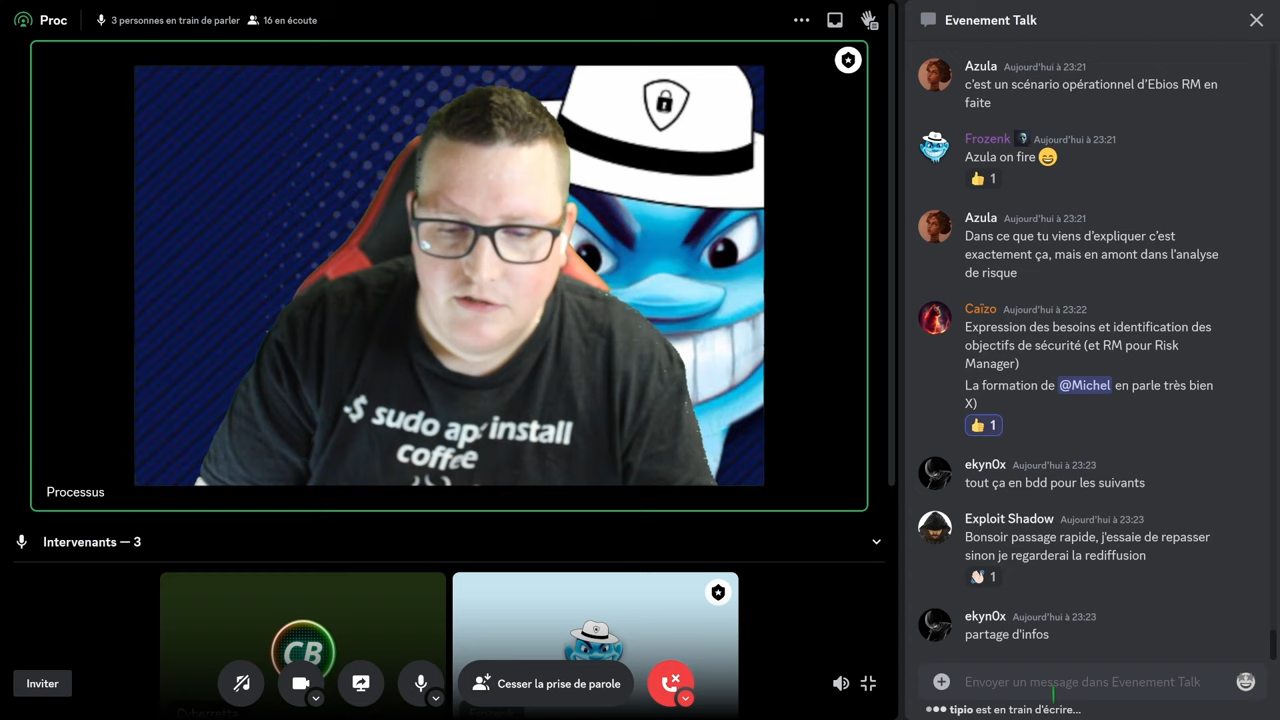 Proc
3 personnes en train de parler
16 en écoute
Evenement Talk
Azula Aujourd'hui à 23:21
c'est un scénario opérationnel d'Ebios RM en
faite
Frozenk Aujourd'hui à 23:21
Azula on fire
1
Azula Aujourd'hui à 23:21
Dans ce que tu viens d'expliquer c'est
exactement ça, mais en amont dans l'analyse
de risque
Caïzo Aujourd'hui à 23:22
Expression des besoins et identification des
objectifs de sécurité (et RM pour Risk
Manager)
La formation de @Michel en parle très bien
X)
1
ekyn0x Aujourd'hui à 23:23
tout ça en bdd pour les suivants
Exploit Shadow Aujourd'hui à 23:23
Bonsoir passage rapide, j'essaie de repasser
sinon je regarderai la rediffusion
1
ekyn0x Aujourd'hui à 23:23
partage d'infos
Envoyer un message dans Evenement Talk
tipio est en train d'écrire...
$ sudo apt install
coffee
Processus
Intervenants — 3
CB
Inviter
Cesser la prise de parole